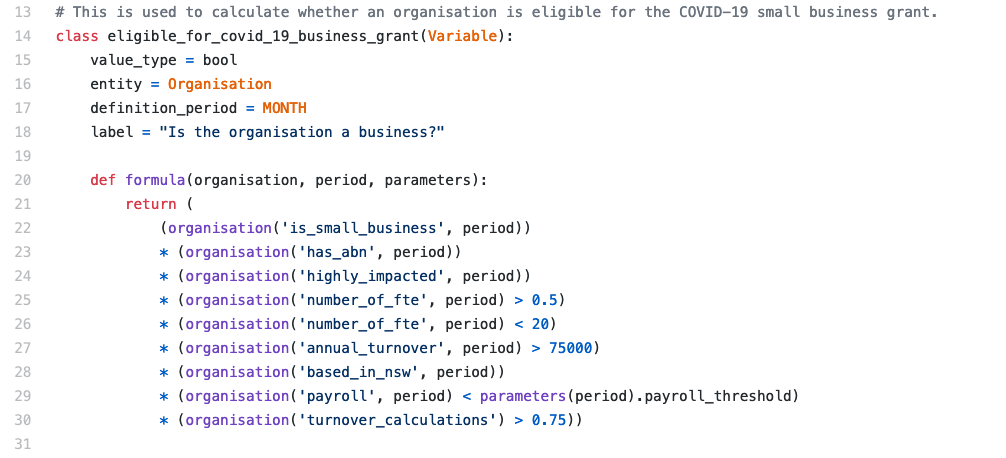 13 # This is used to calculate whether an organisation is eligible for the COVID-19 small business grant.
14 class eligible_for_covid_19_business_grant(Variable):
15     value_type = bool
16     entity = Organisation
17     definition_period = MONTH
18     label = "Is the organisation a business?"
19
20     def formula(organisation, period, parameters):
21         return (
22             (organisation('is_small_business', period))
23             * (organisation('has_abn', period))
24             * (organisation('highly_impacted', period))
25             * (organisation('number_of_fte', period) > 0.5)
26             * (organisation('number_of_fte', period) < 20)
27             * (organisation('annual_turnover', period) > 75000)
28             * (organisation('based_in_nsw', period))
29             * (organisation('payroll', period) < parameters(period).payroll_threshold)
30             * (organisation('turnover_calculations') > 0.75))
31